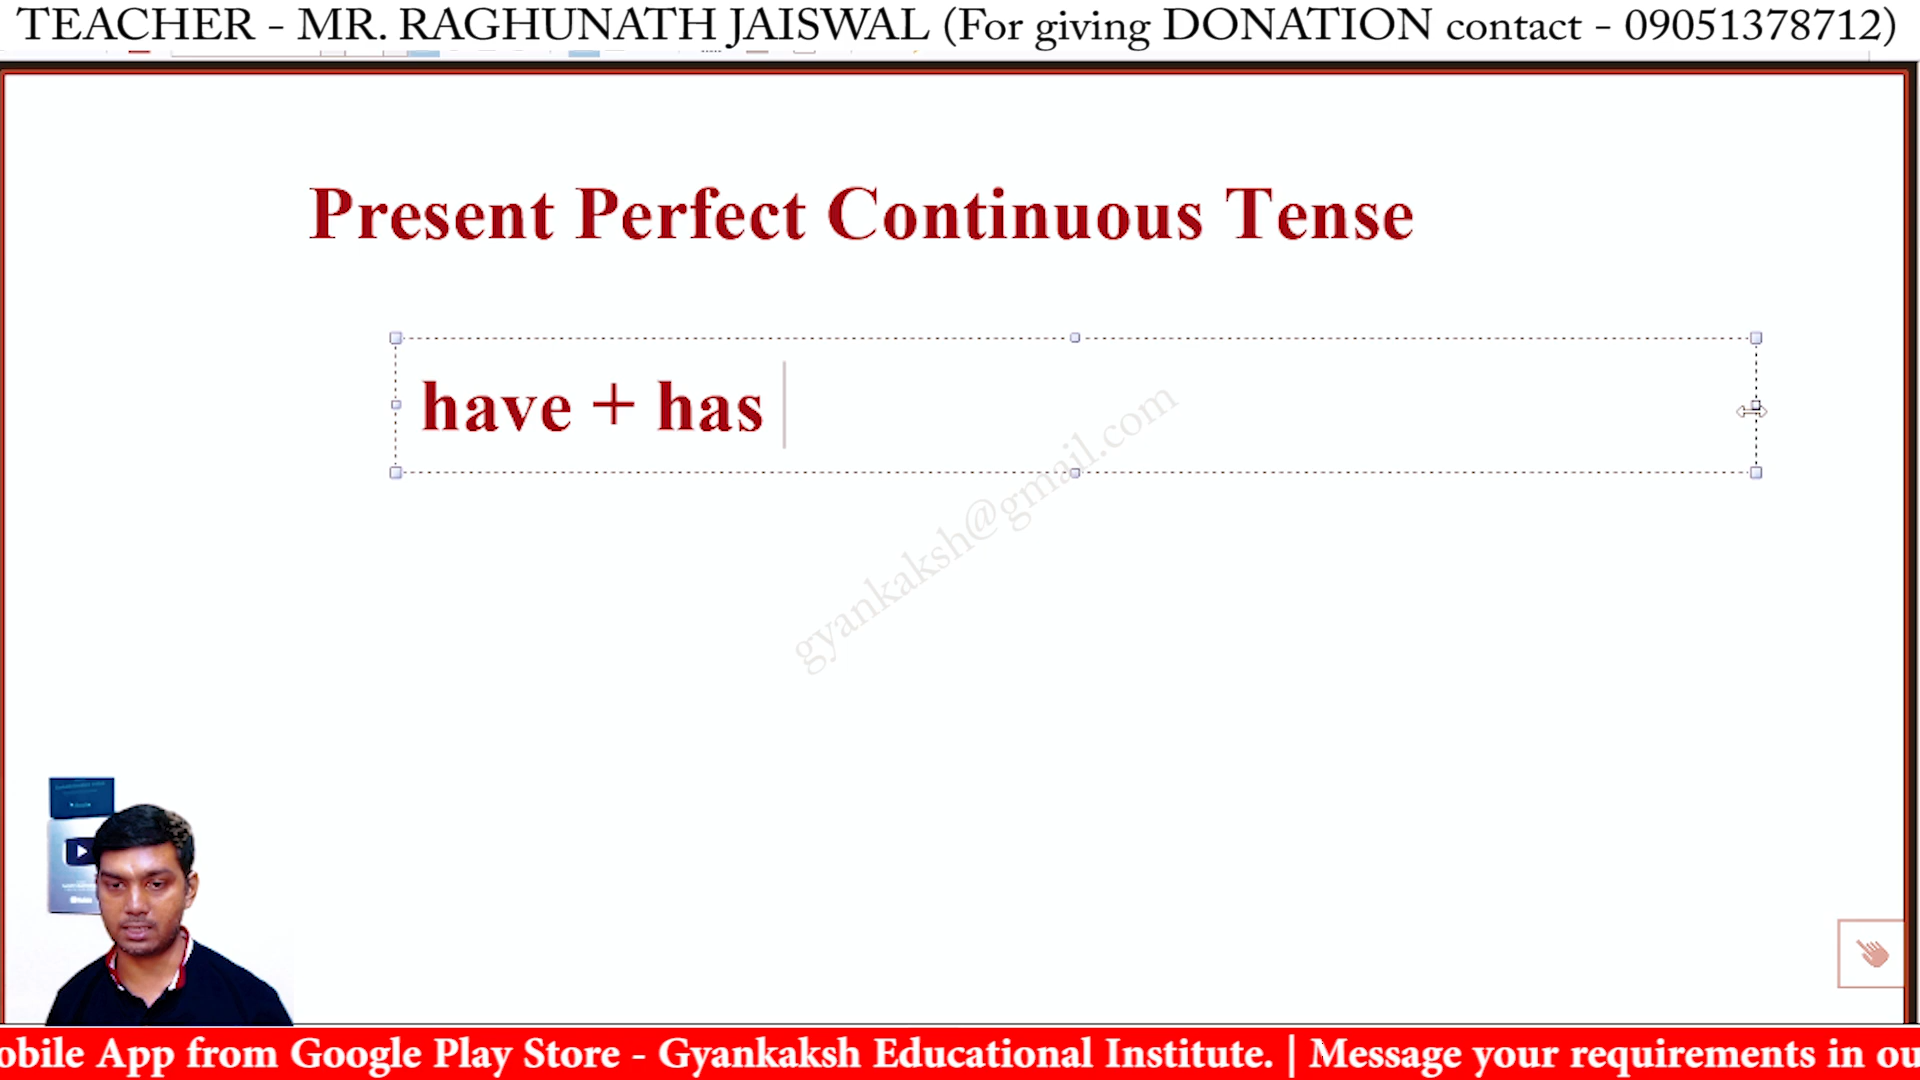 TEACHER - MR. RAGHUNATH JAISWAL (For giving DONATION contact - 09051378712)
Present Perfect Continuous Tense
have + has
gyankaksh@gmail.com
obile App from Google Play Store - Gyankaksh Educational Institute. | Message your requirements in ou